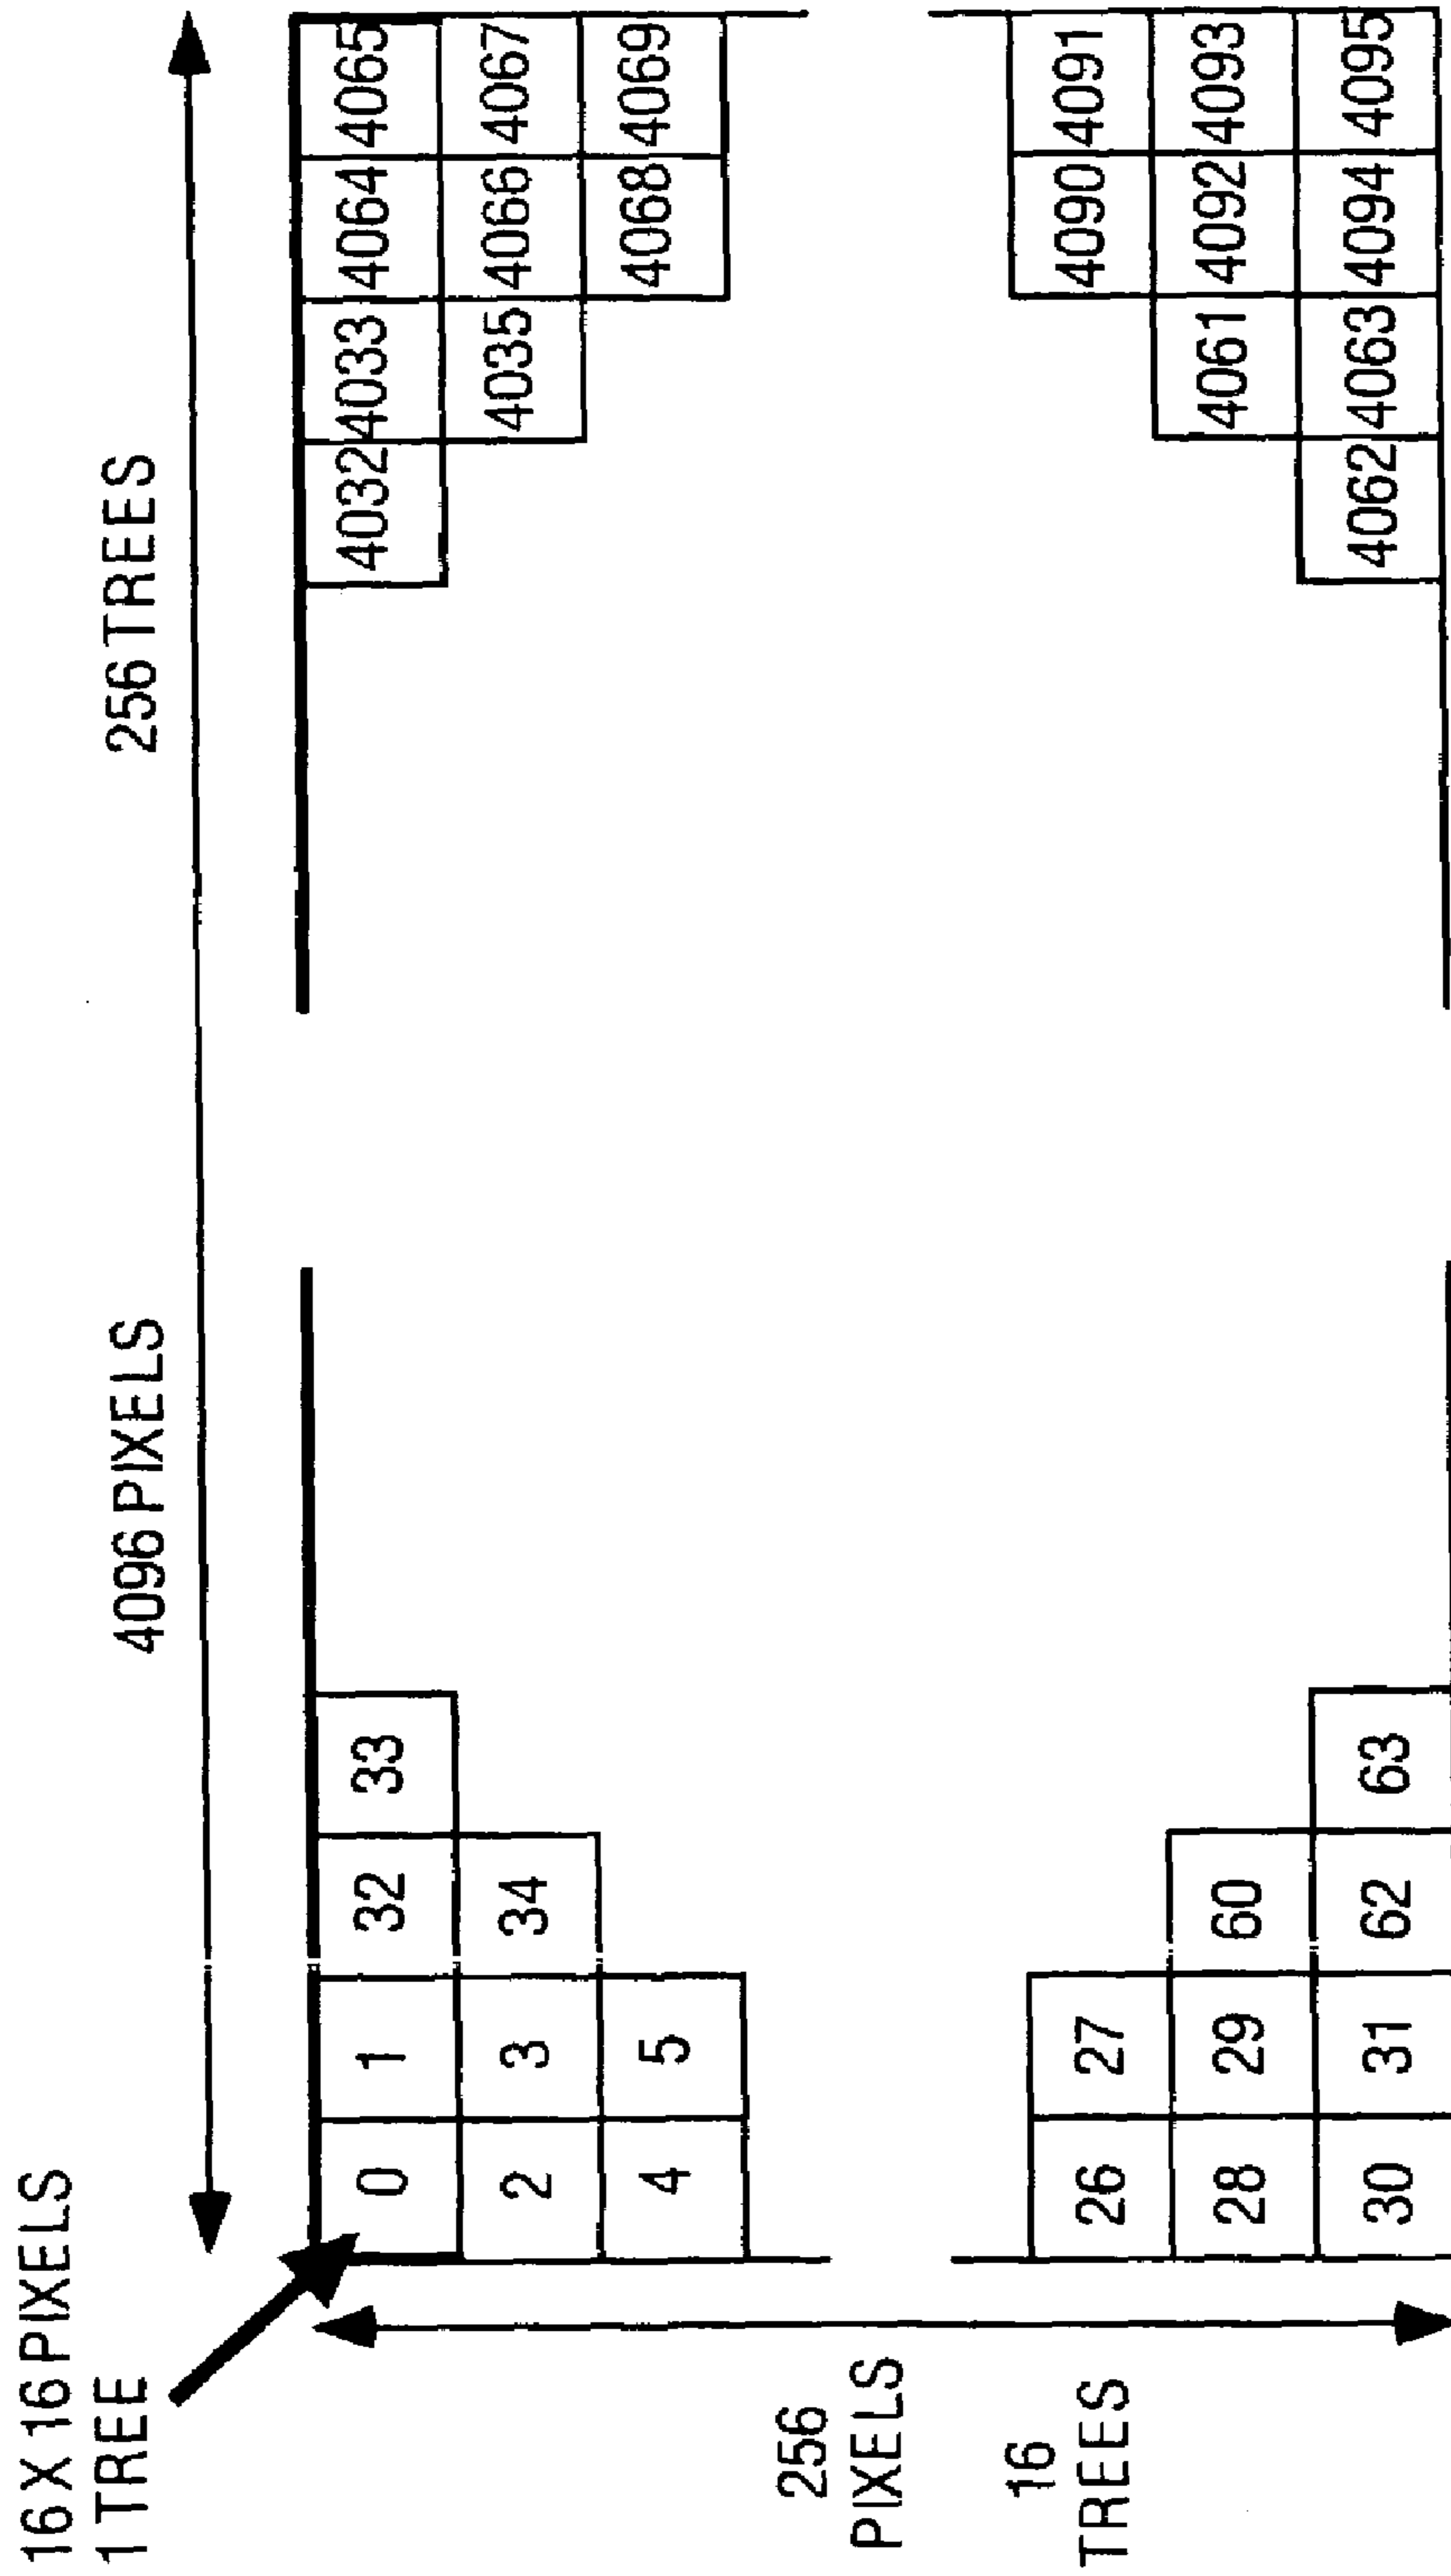 16 X 16 PIXELS
1 TREE
4096 PIXELS 256 TREES
0 1 32 33 4032 4033 4064 4065
2 3 34 4035 4066 4067
4 5 4068 4069
256
PIXELS
16
TREES
26 27 4090 4091
28 29 60 4061 4092 4093
30 31 62 63 4062 4063 4094 4095